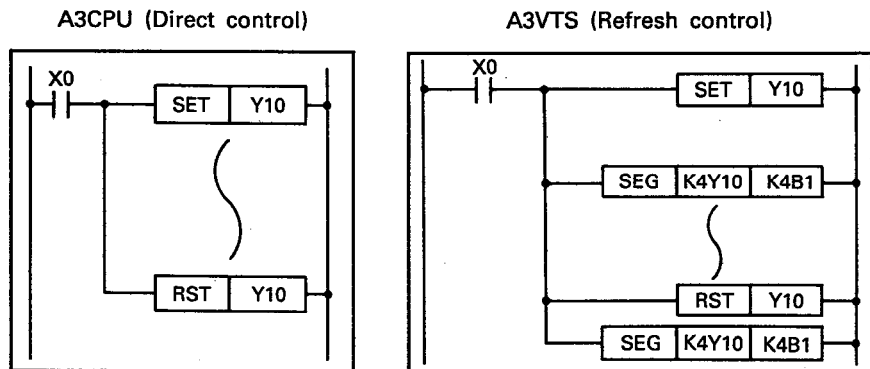 A3CPU (Direct control)
X0
SET Y10
RST Y10
A3VTS (Refresh control)
X0
SET Y10
SEG K4Y10 K4B1
RST Y10
SEG K4Y10 K4B1